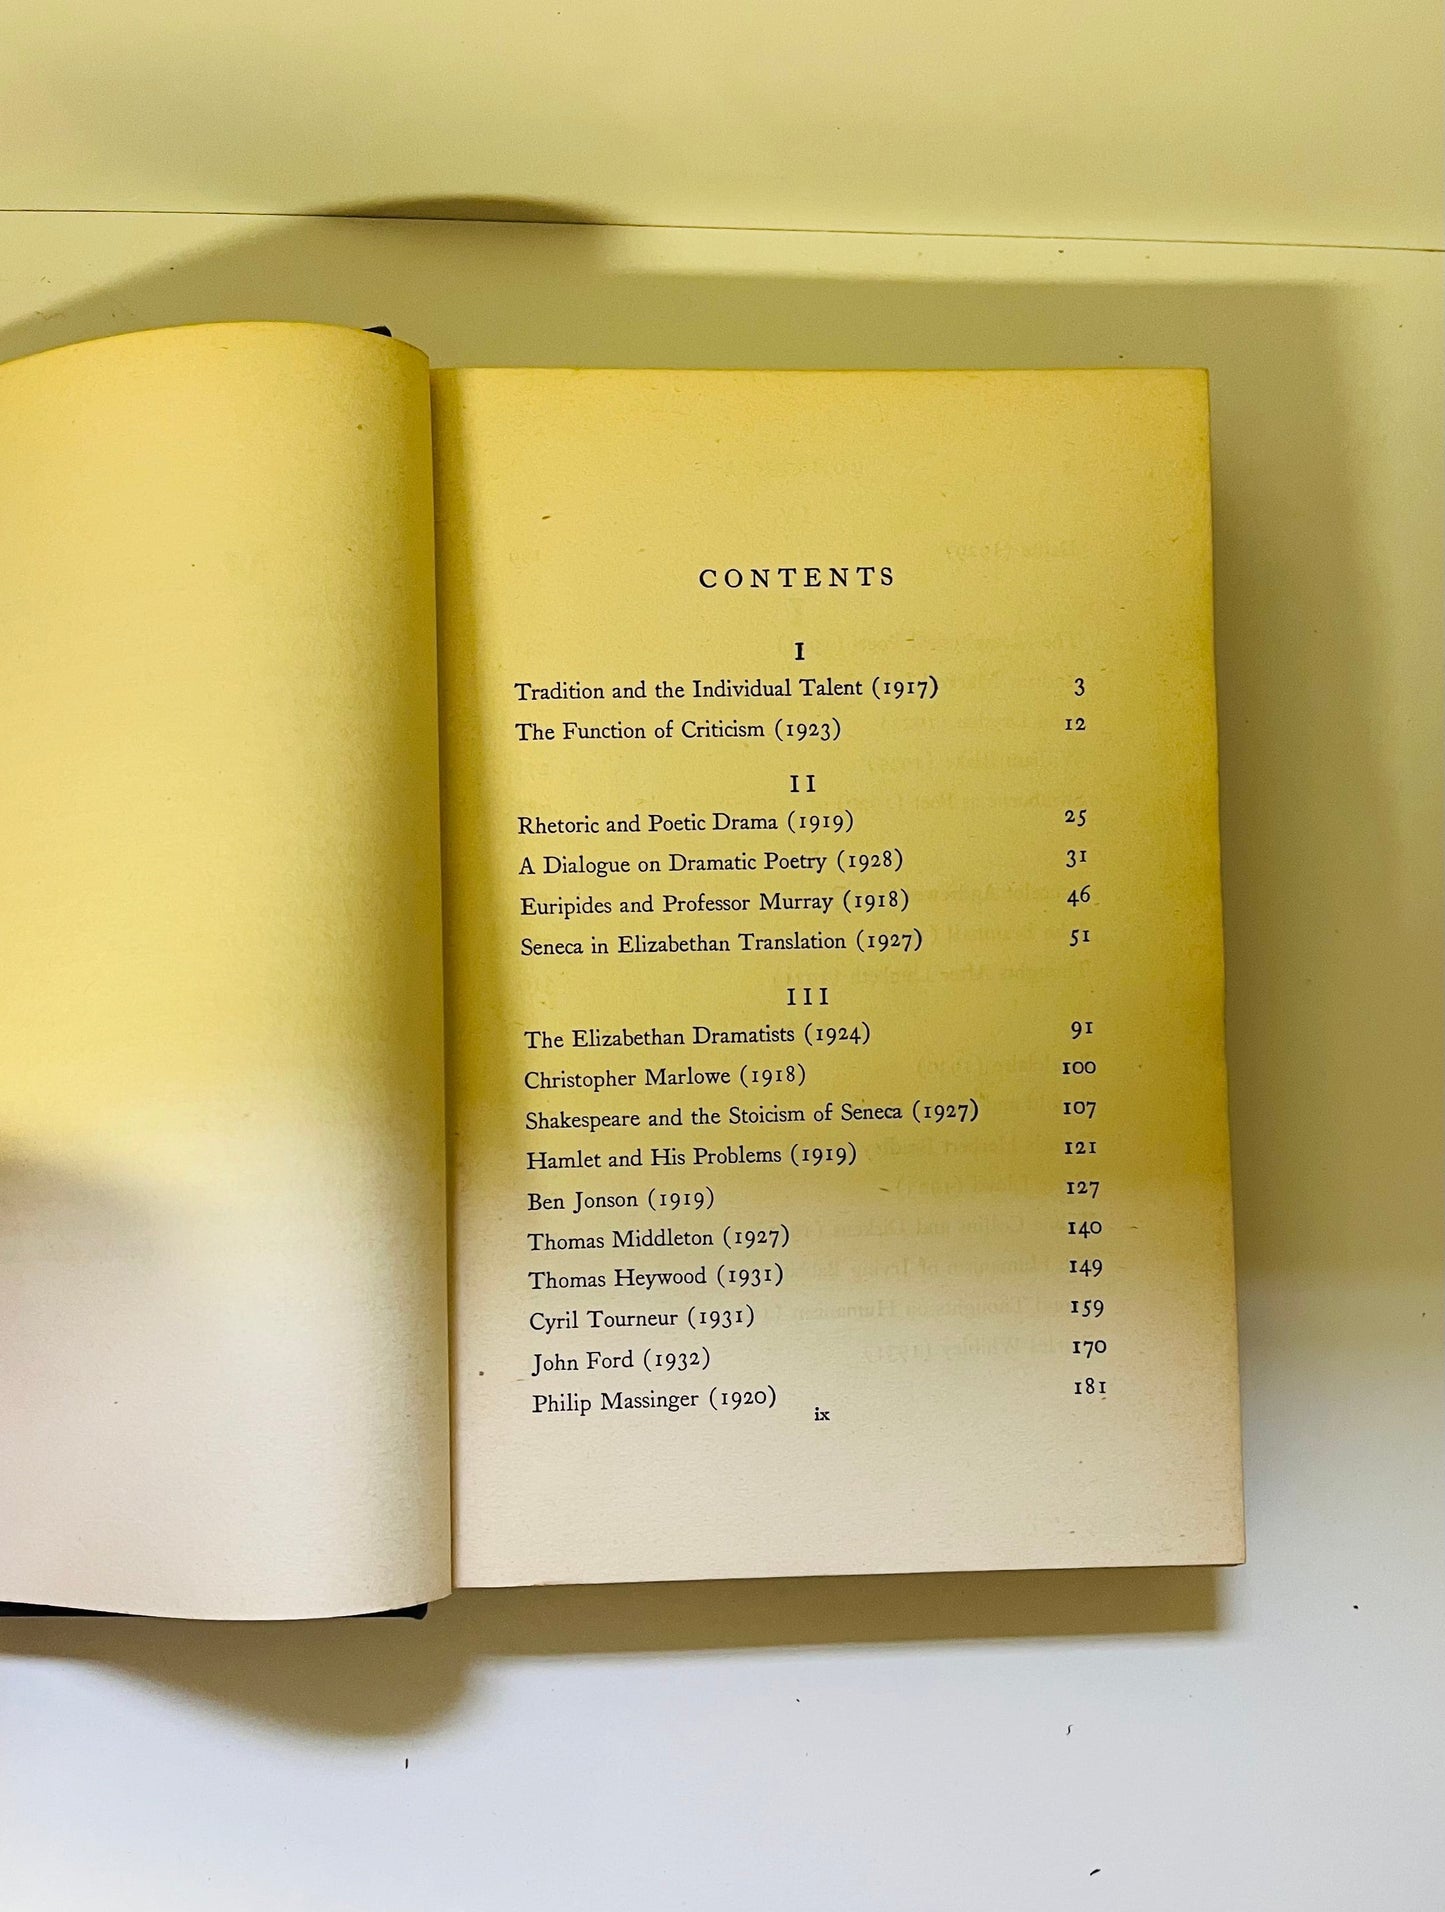 CONTENTS
I
Tradition and the Individual Talent (1917) 3
The Function of Criticism (1923) 12
II
Rhetoric and Poetic Drama (1919) 25
A Dialogue on Dramatic Poetry (1928) 31
Euripides and Professor Murray (1918) 46
Seneca in Elizabethan Translation (1927) 51
III
The Elizabethan Dramatists (1924) 91
Christopher Marlowe (1918) 100
Shakespeare and the Stoicism of Seneca (1927) 107
Hamlet and His Problems (1919) 121
Ben Jonson (1919) 127
Thomas Middleton (1927) 140
Thomas Heywood (1931) 149
Cyril Tourneur (1931) 159
John Ford (1932) 170
Philip Massinger (1920) 181
ix